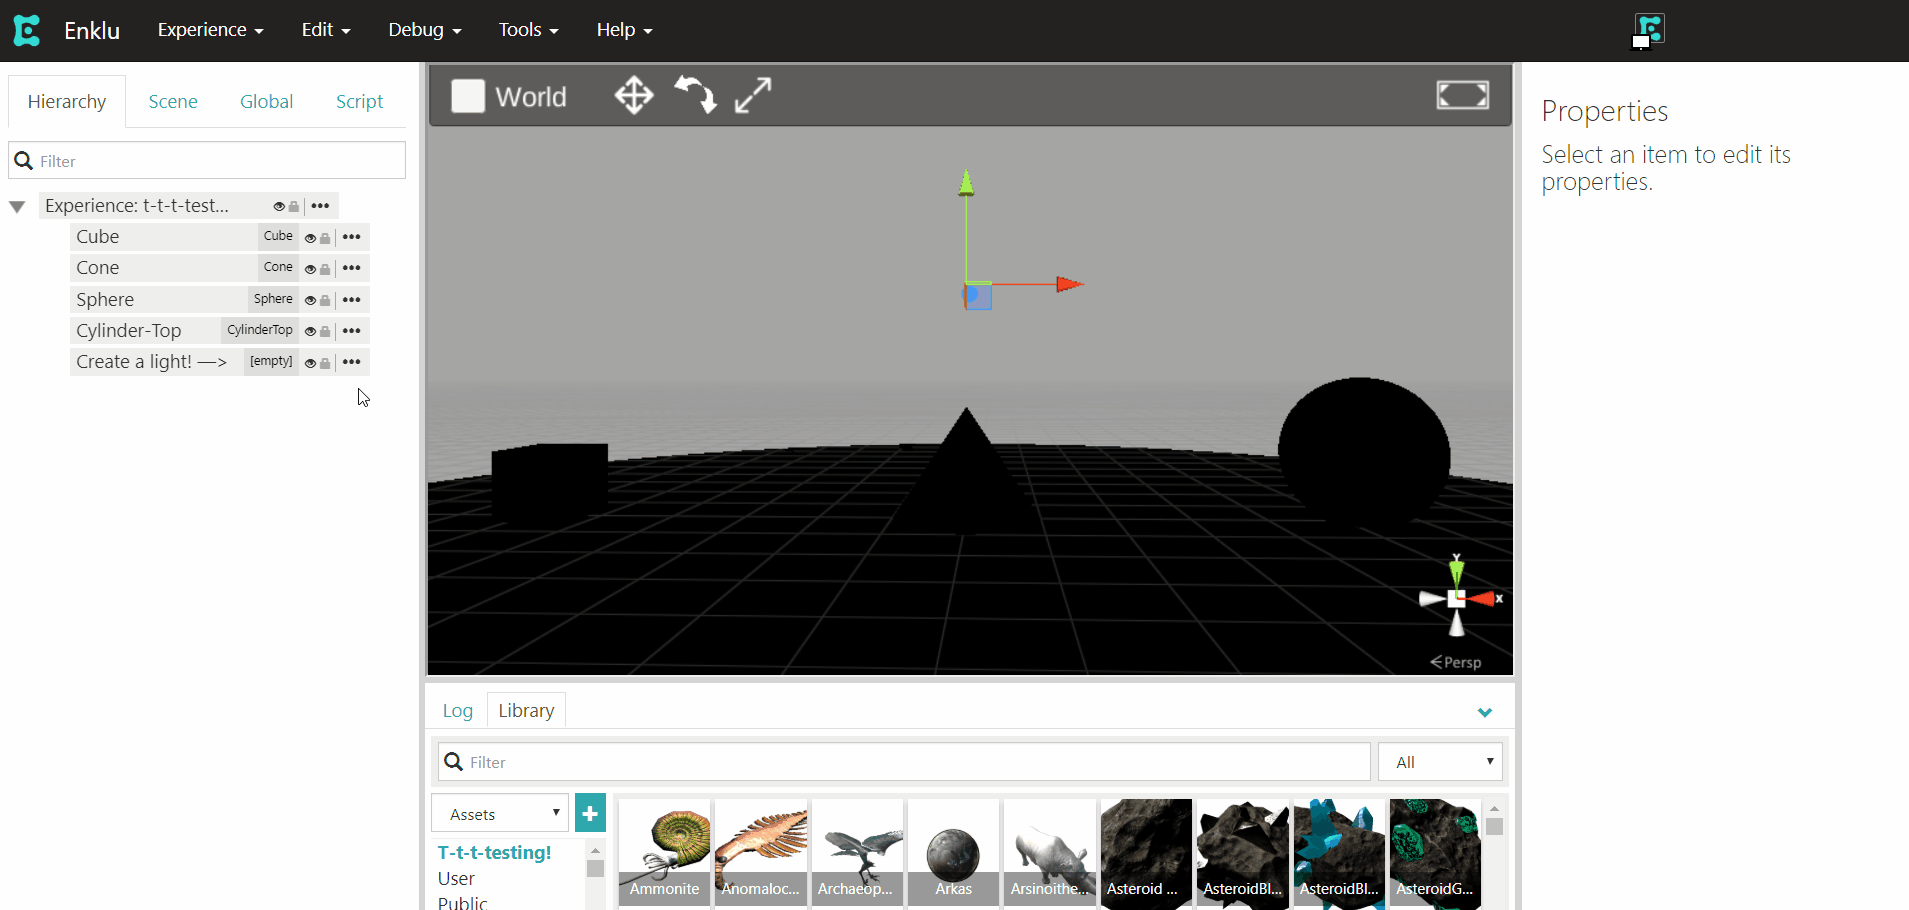 Enklu Experience Edit Debug Tools Help
Hierarchy Scene Global Script
Filter
Experience: t-t-t-test...
Cube Cube
Cone Cone
Sphere Sphere
Cylinder-Top CylinderTop
Create a light! —> [empty]
World
Y
x
Persp
Properties
Select an item to edit its
properties.
Log Library
Filter
All
Assets
T-t-t-testing!
User
Public
Ammonite Anomaloc... Archaeop... Arkas Arsinoithe... Asteroid ... AsteroidBl... AsteroidBl... AsteroidG...